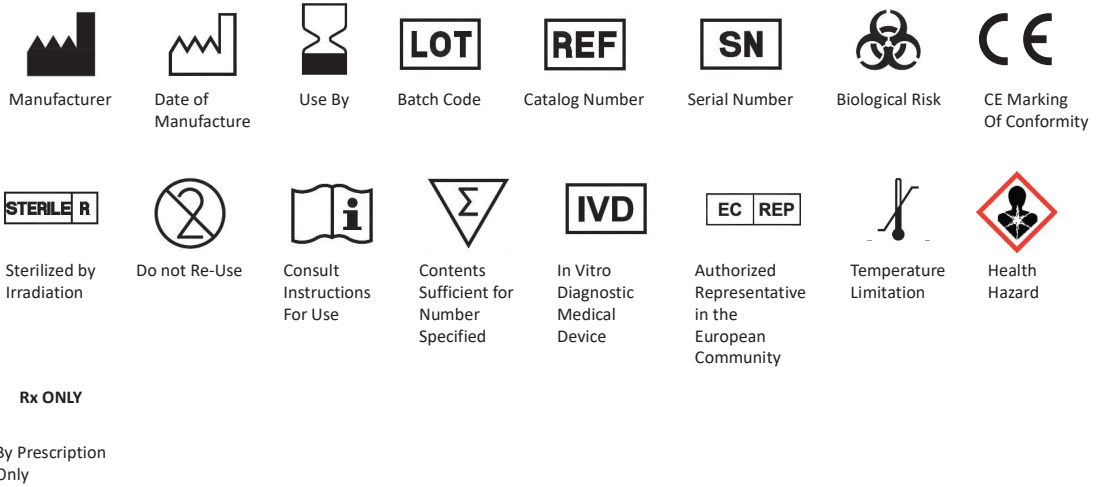 LOT
REF
SN
CE
Manufacturer
Date of
Manufacture
Use By
Batch Code
Catalog Number
Serial Number
Biological Risk
CE Marking
Of Conformity
STERILE R
2
i
Σ
IVD
EC REP
Sterilized by
Irradiation
Do not Re-Use
Consult
Instructions
For Use
Contents
Sufficient for
Number
Specified
In Vitro
Diagnostic
Medical
Device
Authorized
Representative
in the
European
Community
Temperature
Limitation
Health
Hazard
Rx ONLY
By Prescription
Only